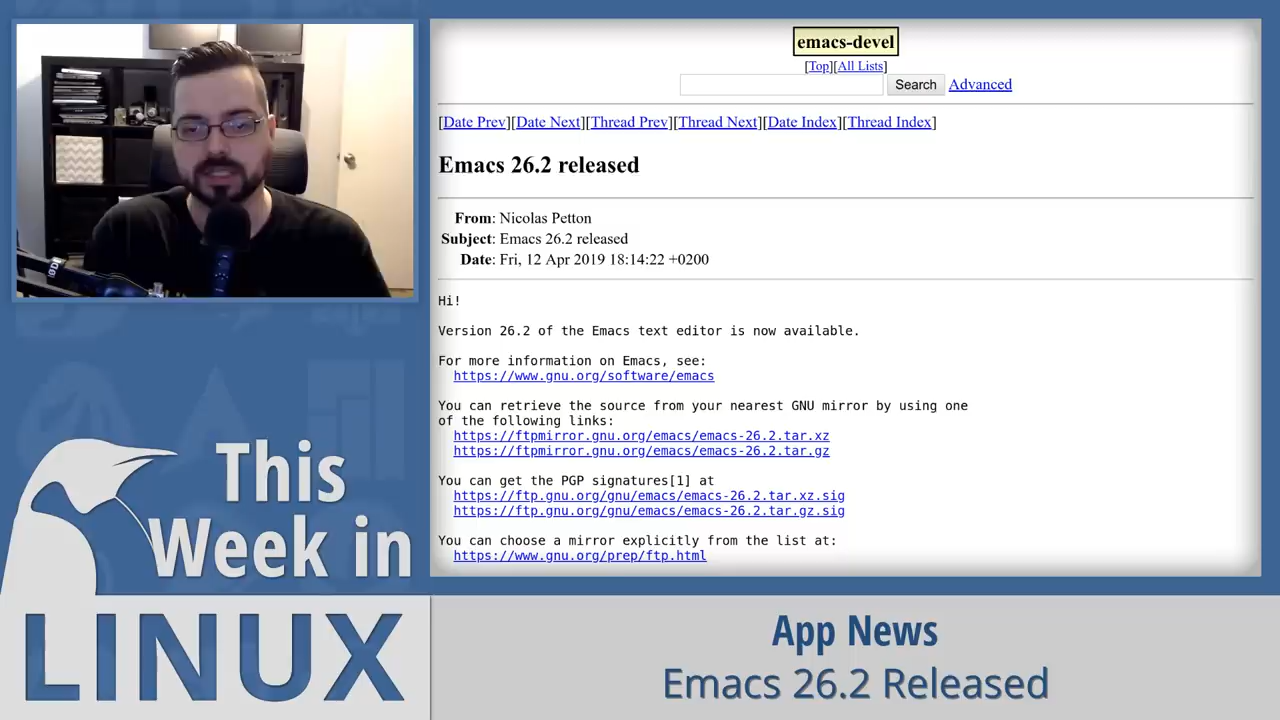 emacs-devel
[Top][All Lists]
Search Advanced
[Date Prev][Date Next][Thread Prev][Thread Next][Date Index][Thread Index]
Emacs 26.2 released
From: Nicolas Petton
Subject: Emacs 26.2 released
Date: Fri, 12 Apr 2019 18:14:22 +0200
Hi!
Version 26.2 of the Emacs text editor is now available.
For more information on Emacs, see:
https://www.gnu.org/software/emacs
You can retrieve the source from your nearest GNU mirror by using one
of the following links:
https://ftpmirror.gnu.org/emacs/emacs-26.2.tar.xz
https://ftpmirror.gnu.org/emacs/emacs-26.2.tar.gz
You can get the PGP signatures[1] at
https://ftp.gnu.org/gnu/emacs/emacs-26.2.tar.xz.sig
https://ftp.gnu.org/gnu/emacs/emacs-26.2.tar.gz.sig
You can choose a mirror explicitly from the list at:
https://www.gnu.org/prep/ftp.html
This
Week in
LINUX
App News
Emacs 26.2 Released